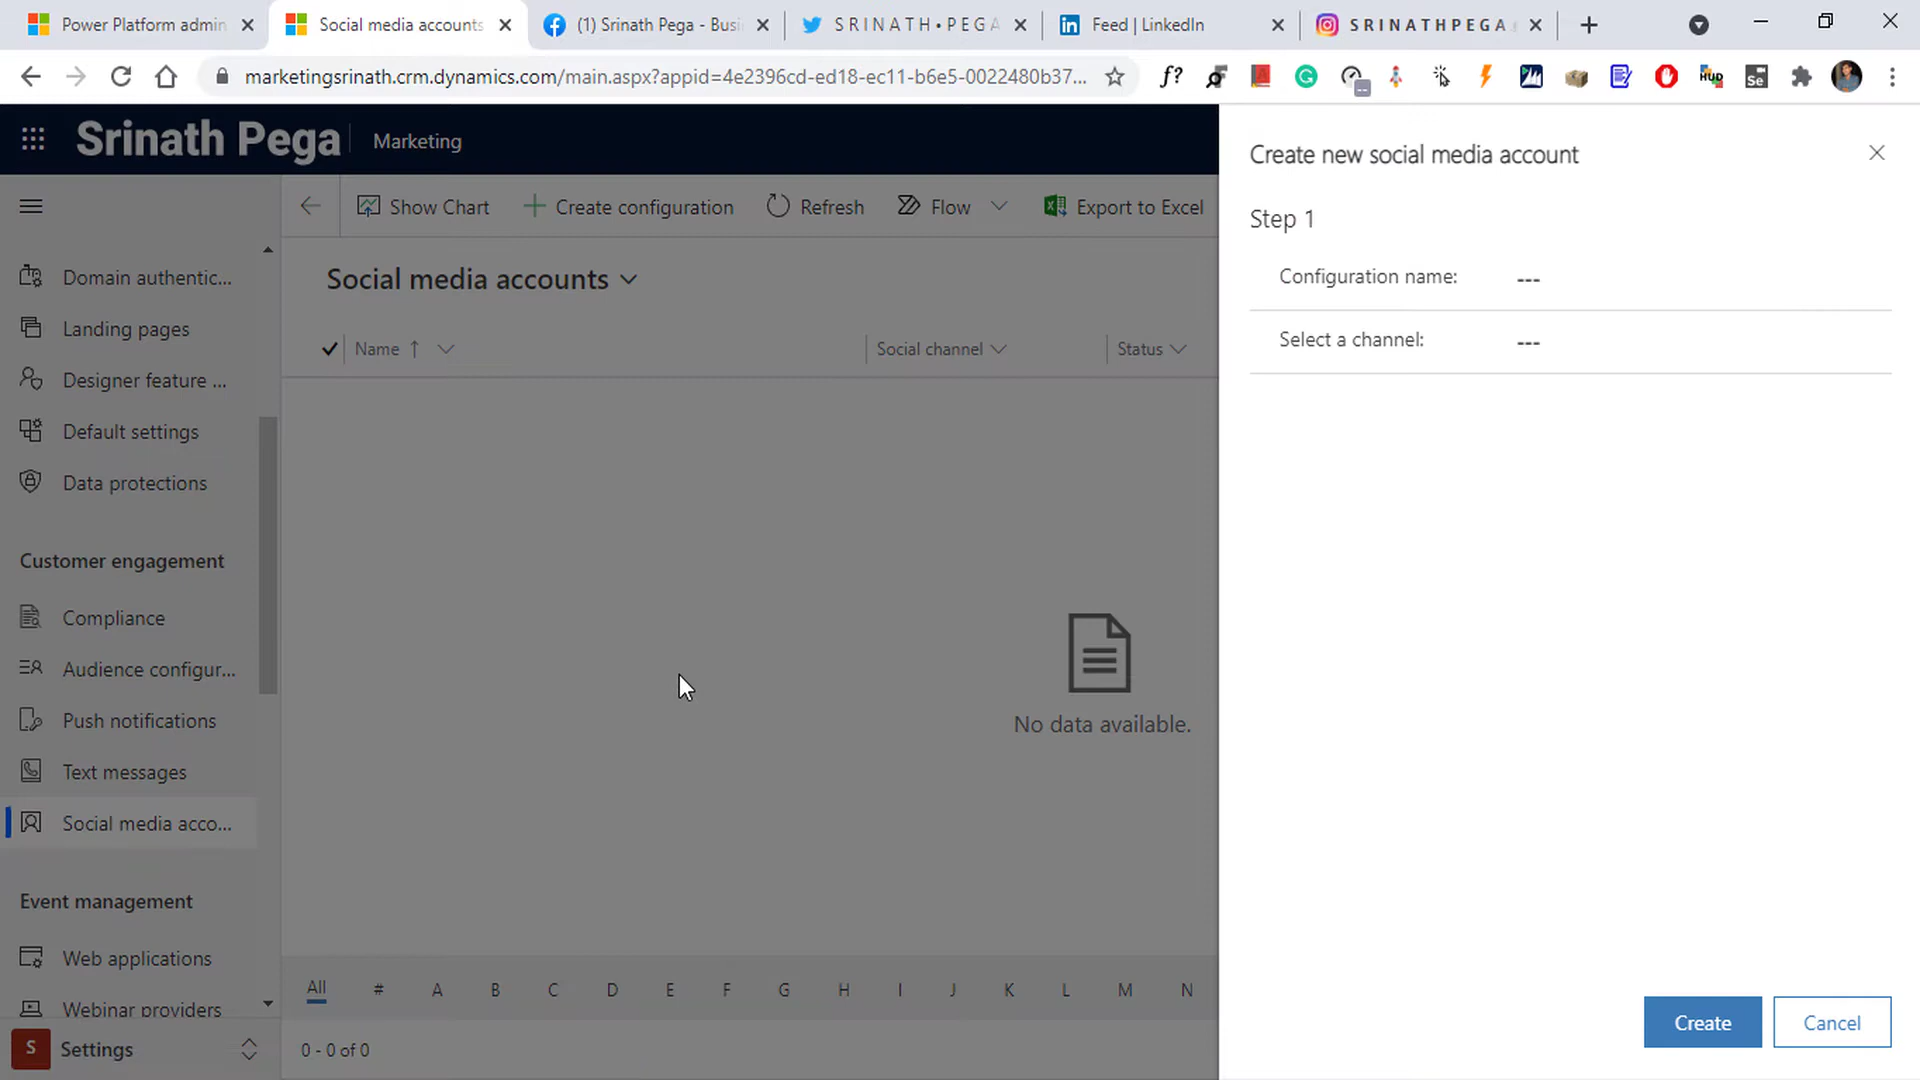 Power Platform admin
Social media accounts
(1) Srinath Pega - Busi
S R I N A T H • P E G A
Feed | LinkedIn
S R I N A T H P E G A
marketingsrinath.crm.dynamics.com/main.aspx?appid=4e2396cd-ed18-ec11-b6e5-0022480b37...
f?
HUD
Se
Srinath Pega
Marketing
Create new social media account
Show Chart
Create configuration
Refresh
Flow
Export to Excel
Step 1
Configuration name:
---
Select a channel:
---
Domain authentic...
Landing pages
Designer feature ...
Default settings
Data protections
Customer engagement
Compliance
Audience configur...
Push notifications
Text messages
Social media acco...
Event management
Web applications
Webinar providers
S
Settings
Social media accounts
Name
Social channel
Status
No data available.
All
#
A
B
C
D
E
F
G
H
I
J
K
L
M
N
0 - 0 of 0
Create
Cancel